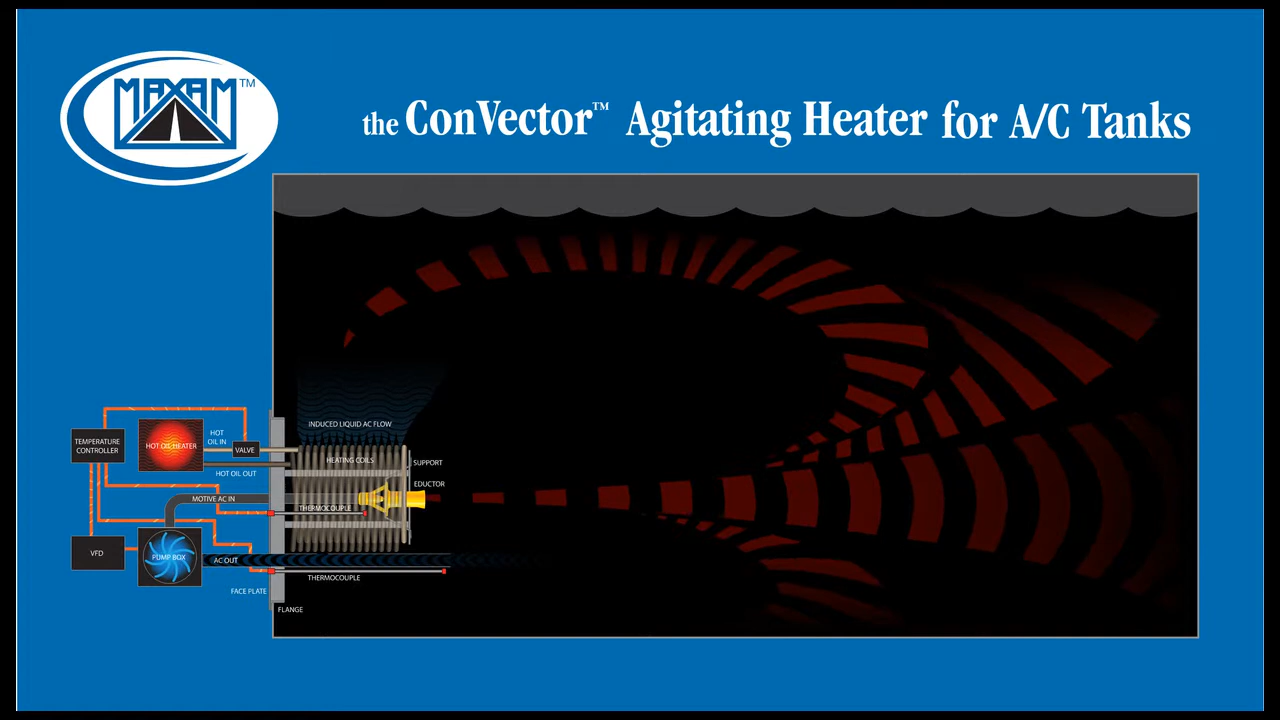 MAXAM™
the ConVector™ Agitating Heater for A/C Tanks
INDUCED LIQUID AC FLOW
TEMPERATURE
CONTROLLER
HOT OIL HEATER
HOT
OIL IN
VALVE
HEATING COILS
SUPPORT
HOT OIL OUT
EDUCTOR
MOTIVE AC IN
THERMOCOUPLE
VFD
PUMP BOX
AC OUT
THERMOCOUPLE
FACE PLATE
FLANGE